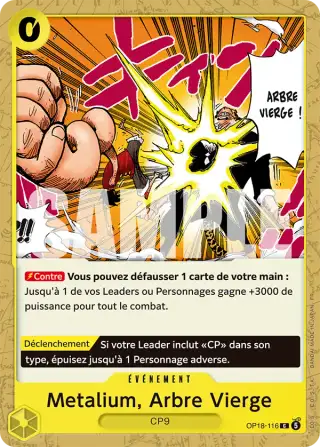 0
ARBRE
VIERGE !
!!
SAMPLE
Contre Vous pouvez défausser 1 carte de votre main :
Jusqu'à 1 de vos Leaders ou Personnages gagne +3000 de
puissance pour tout le combat.
Déclenchement Si votre Leader inclut «CP» dans son
type, épuisez jusqu'à 1 Personnage adverse.
ÉVÉNEMENT
Metalium, Arbre Vierge
CP9
OP18-116 C 5